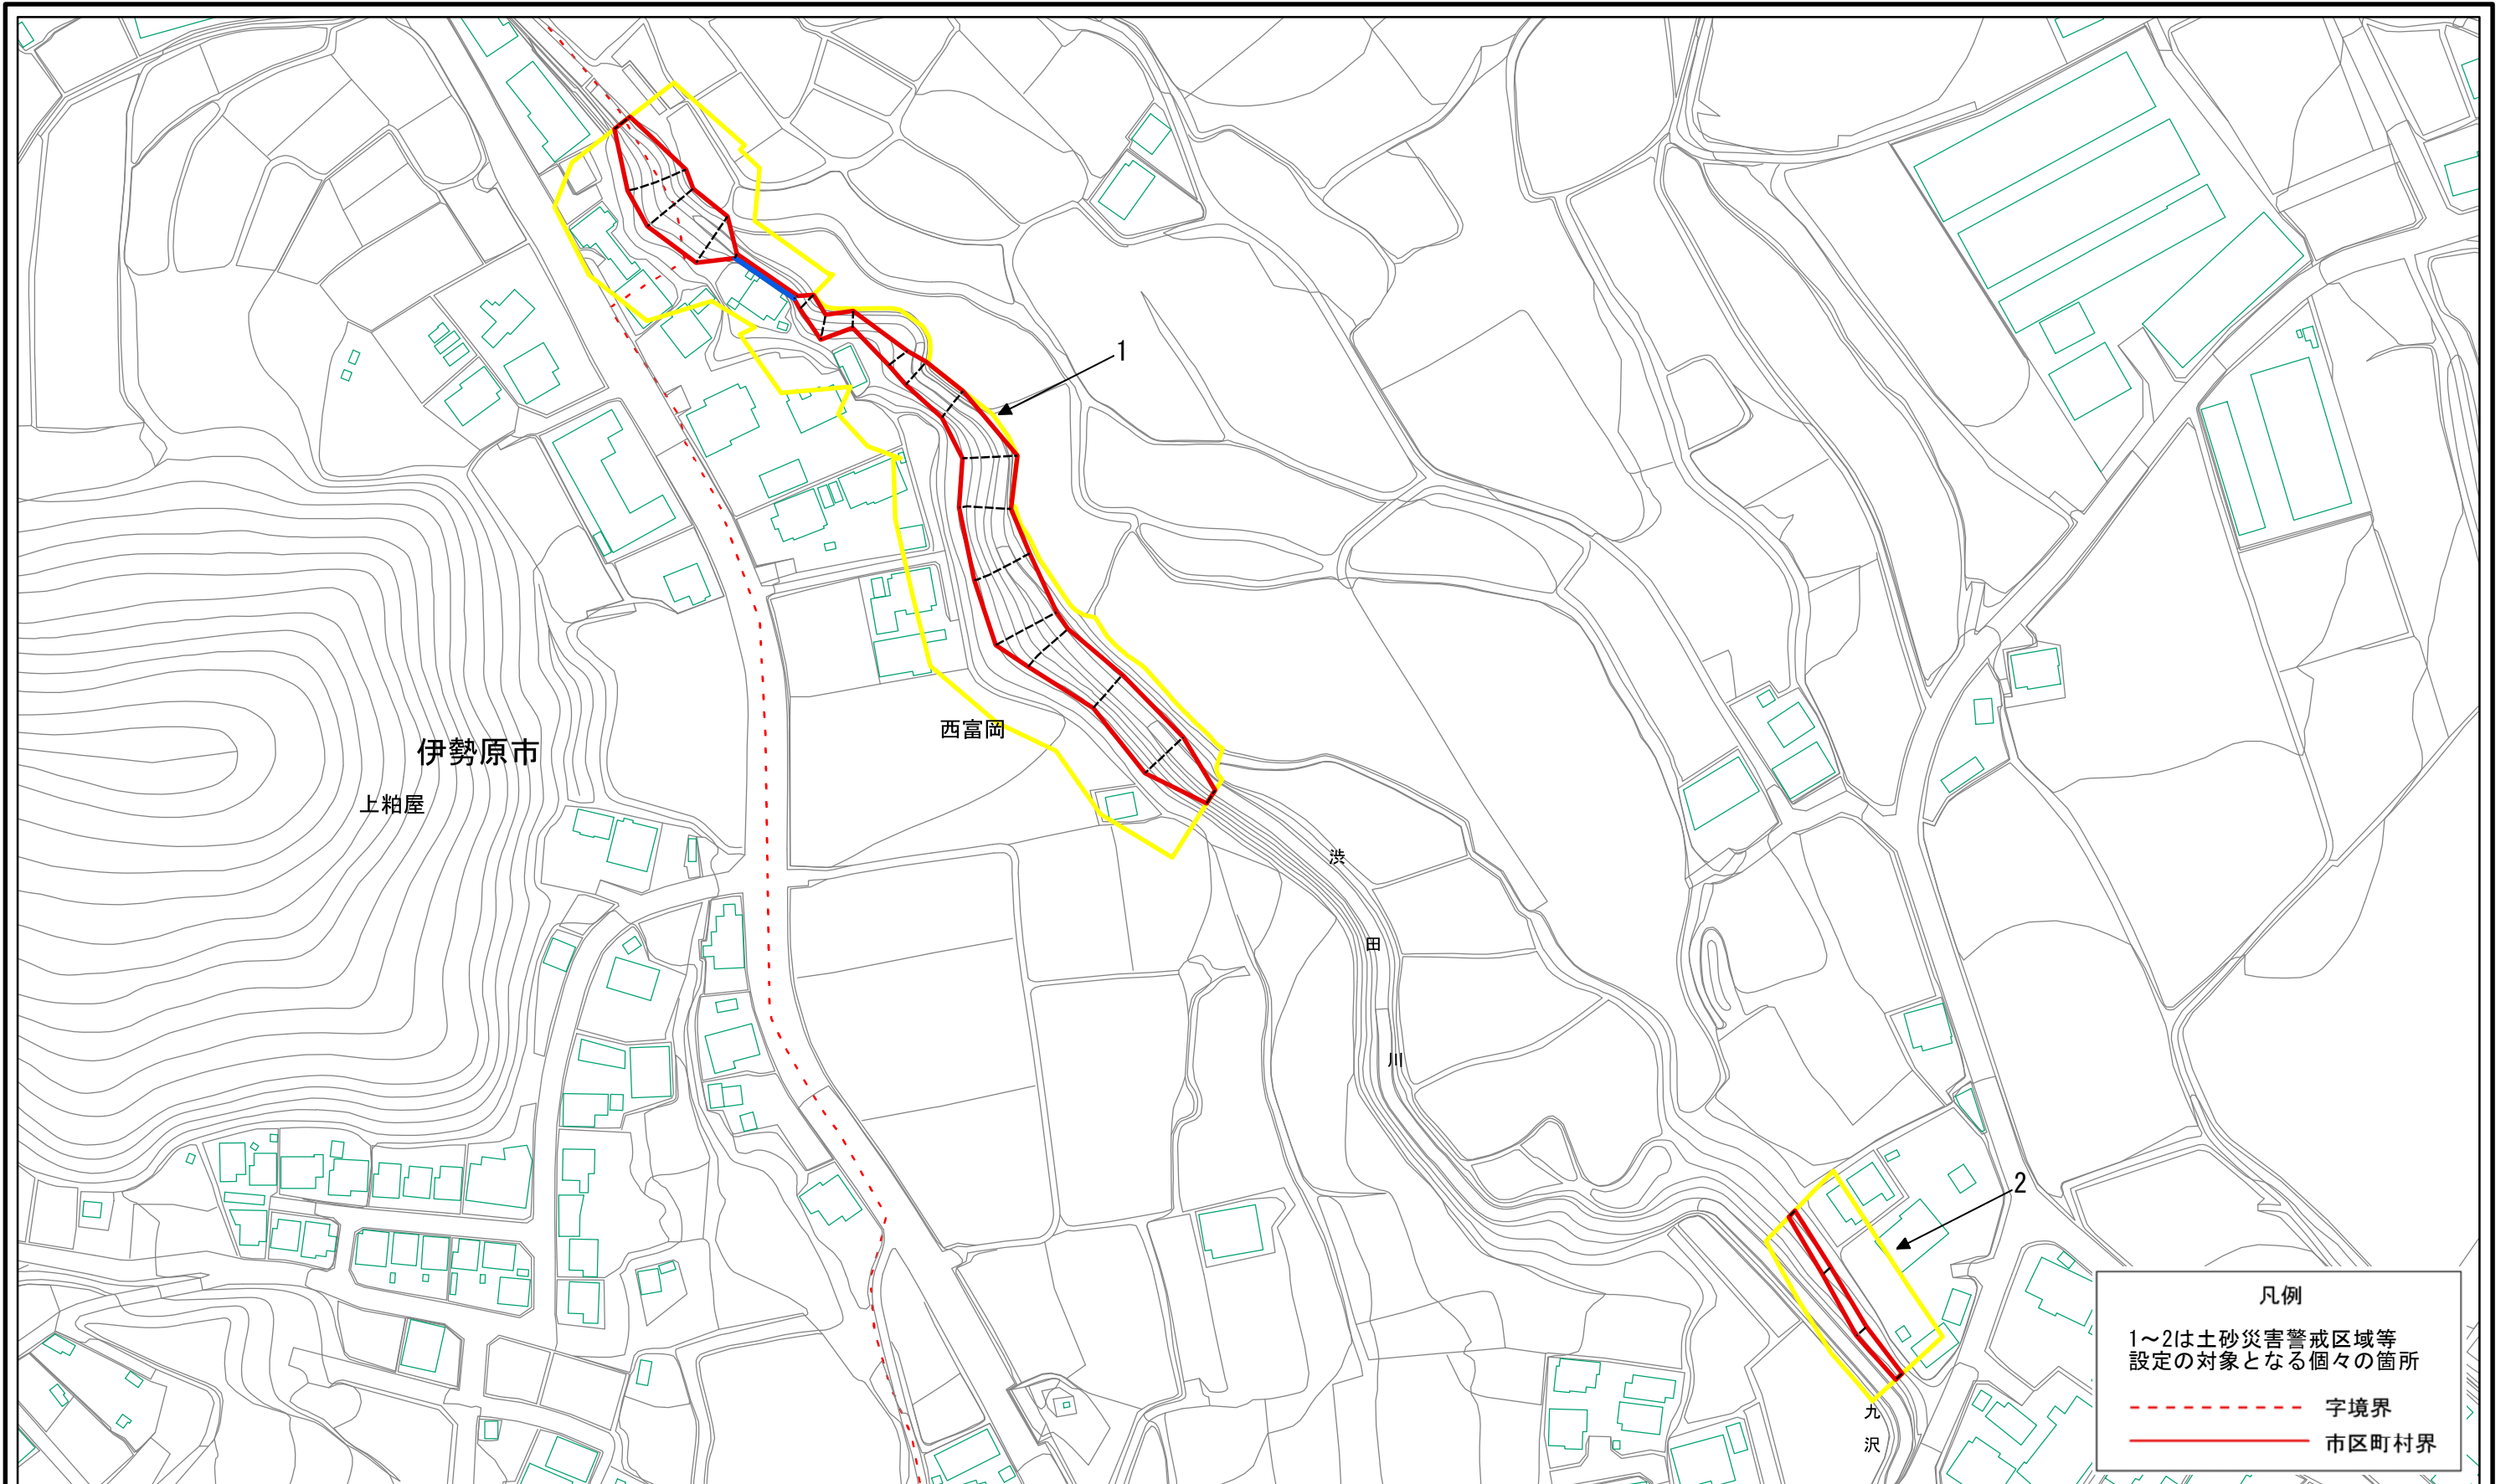 1
西富岡
伊勢原市
上粕屋
渋
田
川
2
凡例
1~2は土砂災害警戒区域等
設定の対象となる個々の箇所
字境界
市区町村界
九
沢